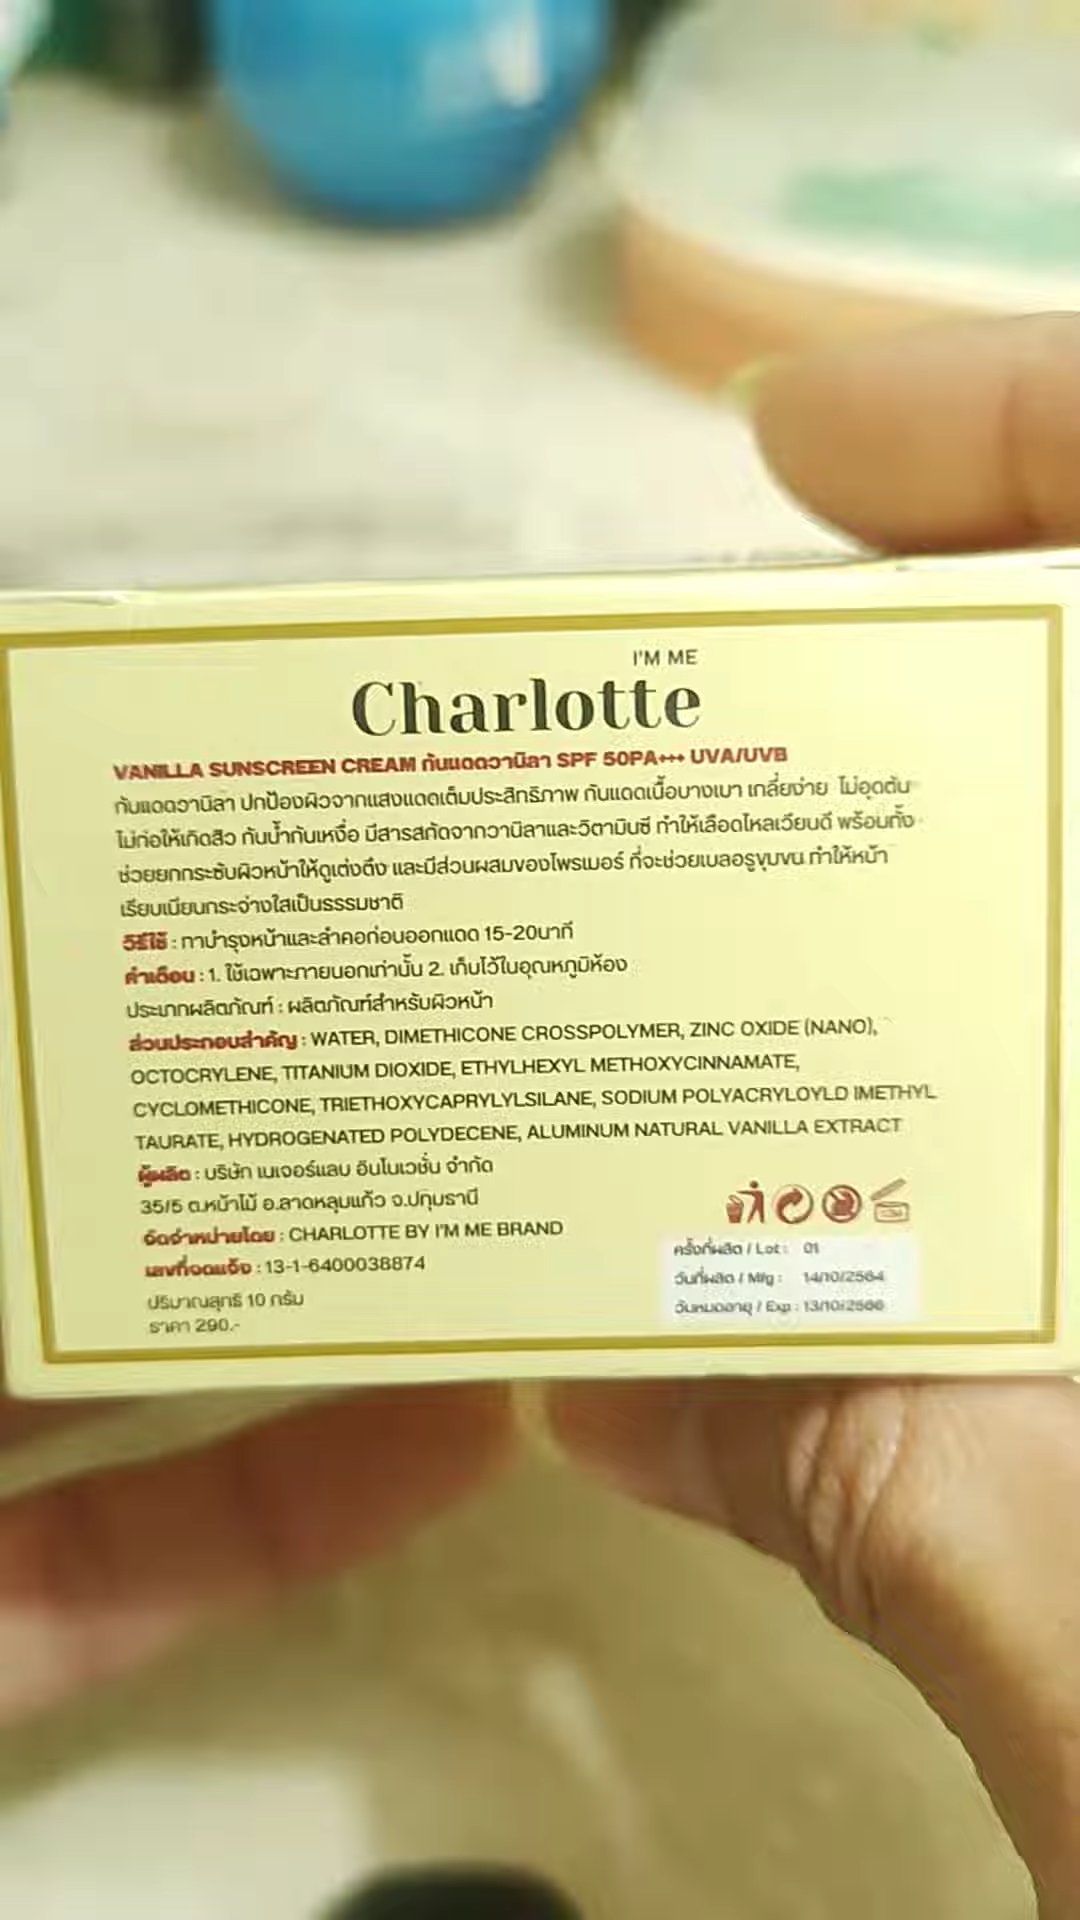 I'M ME
Charlotte
VANILLA SUNSCREEN CREAM กันแดดวานิลา SPF 50PA+++ UVA/UVB
กันแดดวานิลา ปกป้องผิวจากแสงแดดเต็มประสิทธิภาพ กันแดดเนื้อบางเบา เกลี่ยง่าย ไม่อุดตัน
ไม่ก่อให้เกิดสิว กันน้ำกันเหงื่อ มีสารสกัดจากวานิลาและวิตามินซี ทำให้เลือดไหลเวียนดี พร้อมทั้ง
ช่วยยกกระชับผิวหน้าให้ดูเต่งตึง และมีส่วนผสมของไพรเมอร์ ที่จะช่วยเบลอรูขุมขน ทำให้หน้า
เรียบเนียนกระจ่างใสเป็นธรรมชาติ
วิธีใช้ : ทาบำรุงหน้าและลำคอก่อนออกแดด 15-20นาที
คำเตือน : 1. ใช้เฉพาะภายนอกเท่านั้น 2. เก็บไว้ในอุณหภูมิห้อง
ประเภทผลิตภัณฑ์ : ผลิตภัณฑ์สำหรับผิวหน้า
ส่วนประกอบสำคัญ : WATER, DIMETHICONE CROSSPOLYMER, ZINC OXIDE (NANO),
OCTOCRYLENE, TITANIUM DIOXIDE, ETHYLHEXYL METHOXYCINNAMATE,
CYCLOMETHICONE, TRIETHOXYCAPRYLYLSILANE, SODIUM POLYACRYLOYLD IMETHYL
TAURATE, HYDROGENATED POLYDECENE, ALUMINUM NATURAL VANILLA EXTRACT
ผู้ผลิต : บริษัท เนเจอร์แลบ อินโนเวชั่น จำกัด
35/5 ต.หน้าไม้ อ.ลาดหลุมแก้ว จ.ปทุมธานี
จัดจำหน่ายโดย : CHARLOTTE BY I'M ME BRAND
เลขที่จดแจ้ง : 13-1-6400038874
ปริมาณสุทธิ 10 กรัม
ราคา 290.-
ครั้งที่ผลิต / Lot : 01
วันที่ผลิต / Mfg : 14/10/2564
วันหมดอายุ / Exp : 13/10/2566